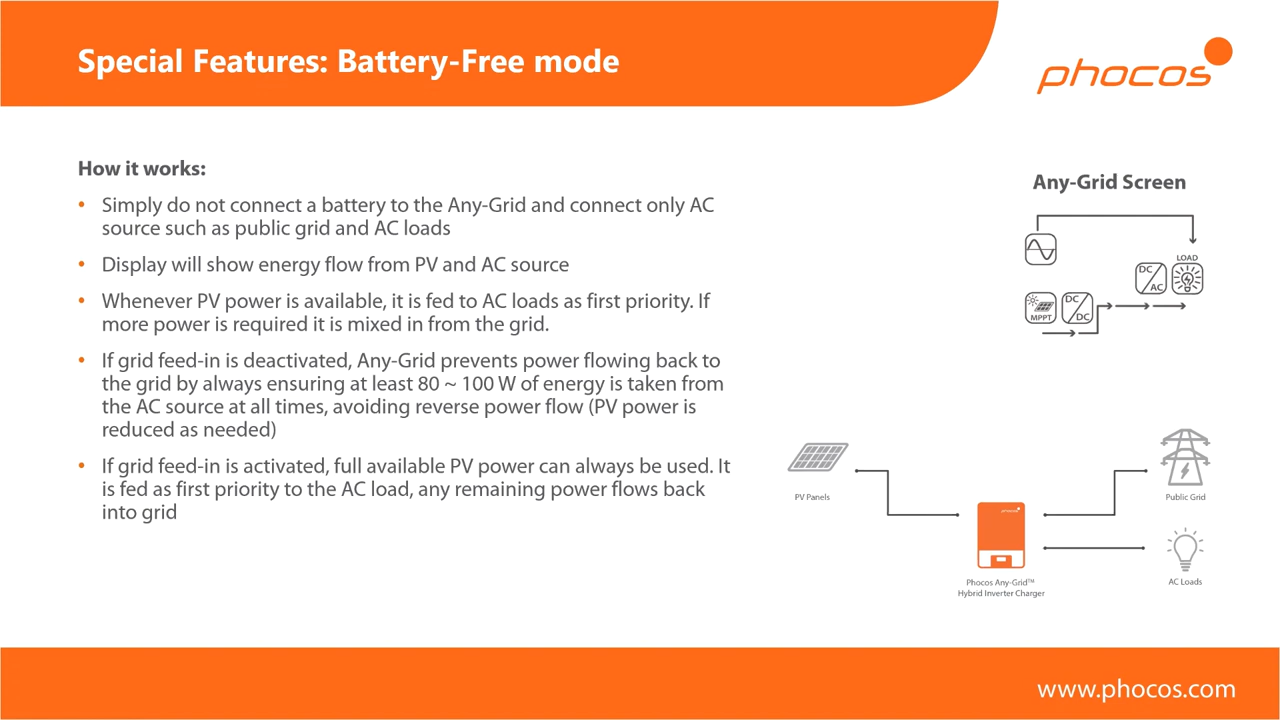 Special Features: Battery-Free mode
phocos
How it works:
• Simply do not connect a battery to the Any-Grid and connect only AC
source such as public grid and AC loads
• Display will show energy flow from PV and AC source
• Whenever PV power is available, it is fed to AC loads as first priority. If
more power is required it is mixed in from the grid.
• If grid feed-in is deactivated, Any-Grid prevents power flowing back to
the grid by always ensuring at least 80 ~ 100 W of energy is taken from
the AC source at all times, avoiding reverse power flow (PV power is
reduced as needed)
• If grid feed-in is activated, full available PV power can always be used. It
is fed as first priority to the AC load, any remaining power flows back
into grid
Any-Grid Screen
LOAD
DC
AC
MPPT
DC
DC
PV Panels
Public Grid
phocos
Phocos Any-Grid™
Hybrid Inverter Charger
AC Loads
www.phocos.com